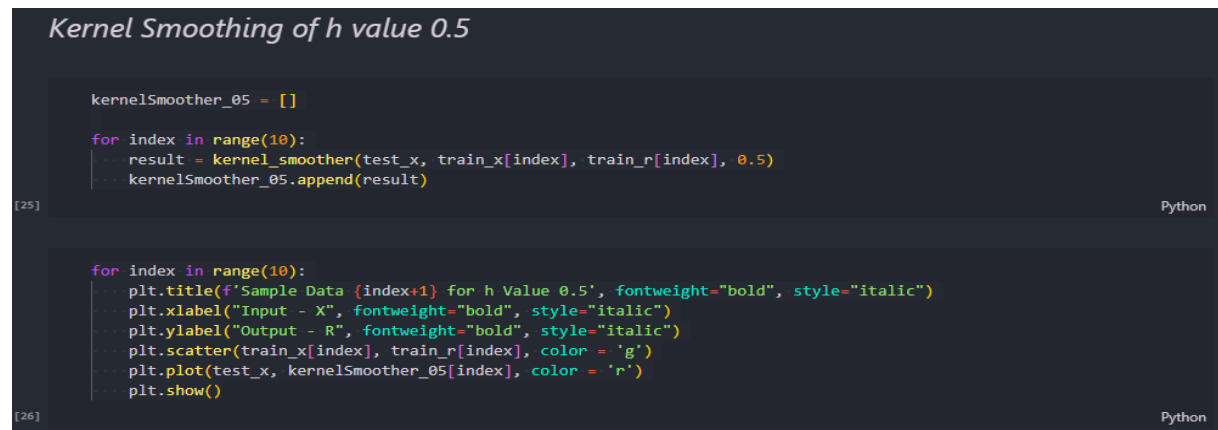 Kernel Smoothing of h value 0.5
kernelSmoother_05 = []
for index in range(10):
    result = kernel_smoother(test_x, train_x[index], train_r[index], 0.5)
    kernelSmoother_05.append(result)
[25]
Python
for index in range(10):
    plt.title(f'Sample Data {index+1} for h Value 0.5', fontweight="bold", style="italic")
    plt.xlabel("Input - X", fontweight="bold", style="italic")
    plt.ylabel("Output - R", fontweight="bold", style="italic")
    plt.scatter(train_x[index], train_r[index], color = 'g')
    plt.plot(test_x, kernelSmoother_05[index], color = 'r')
    plt.show()
[26]
Python